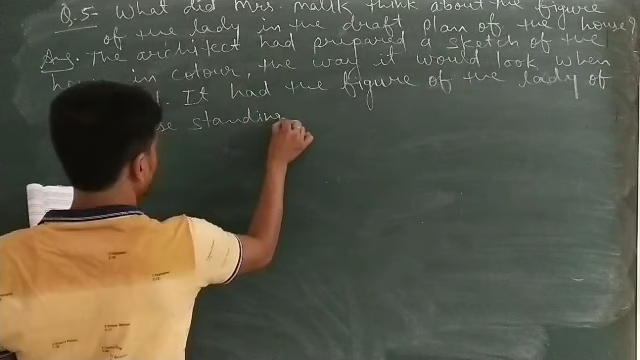 Q.5- What did Mrs. Malik think about the figure
of the lady in the draft plan of the house?
Ans. The architect had prepared a sketch of the
in colour, the way it would look when
It had the figure of the lady of
standing